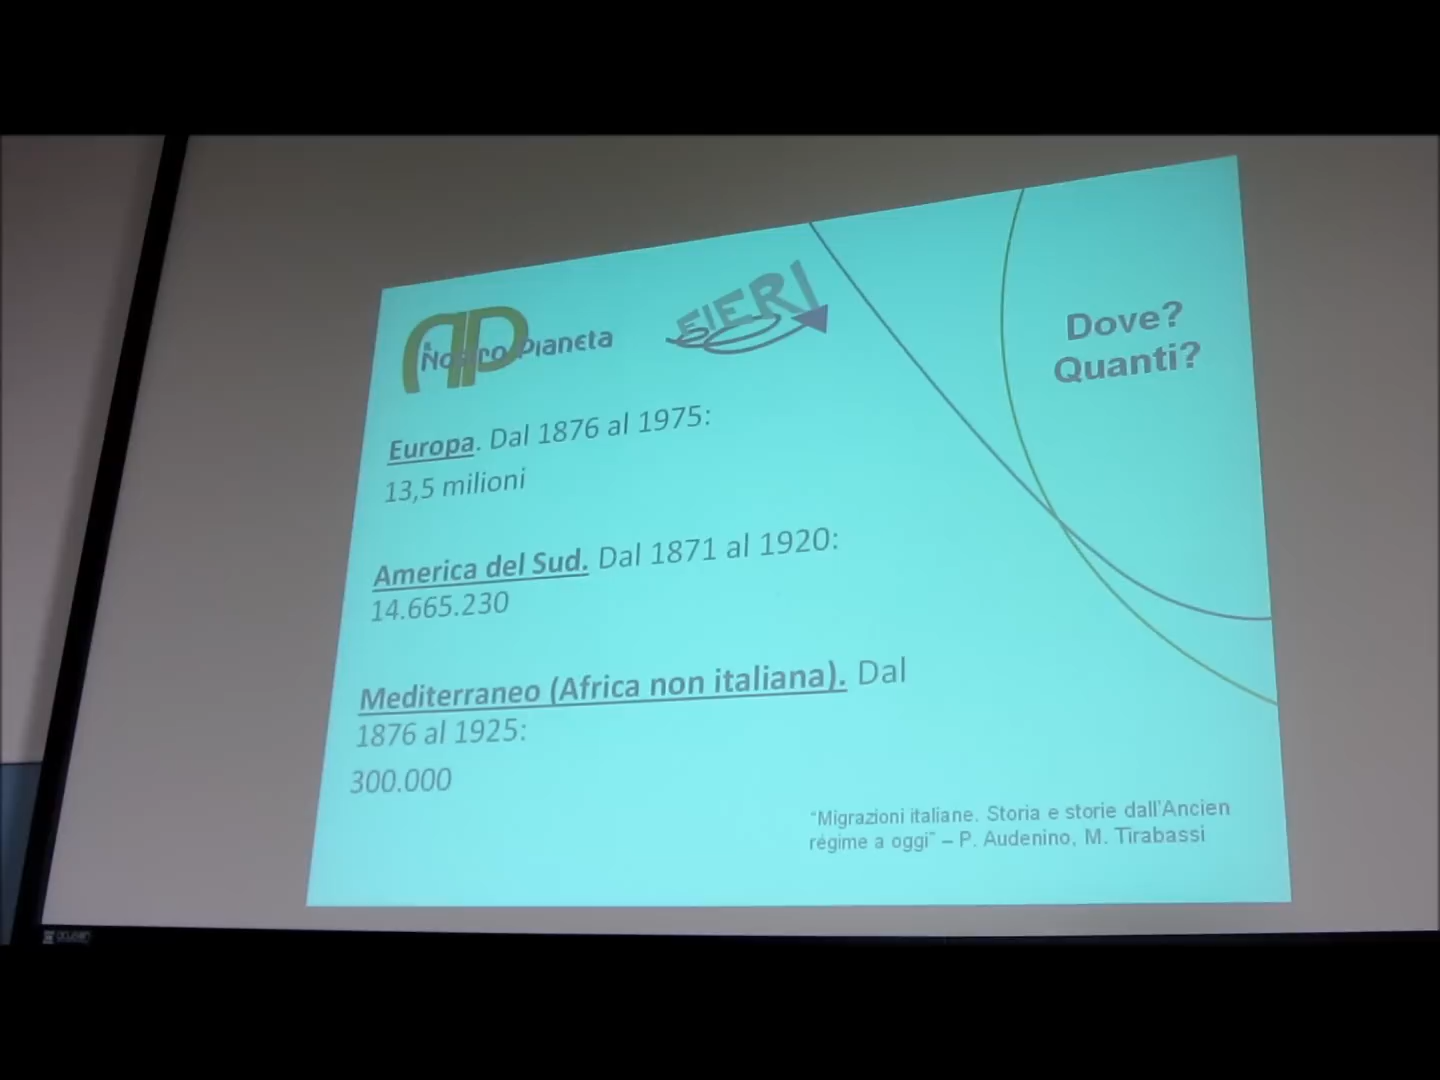 Il Nostro Pianeta
FIERI
Dove?
Quanti?
Europa. Dal 1876 al 1975:
13,5 milioni
America del Sud. Dal 1871 al 1920:
14.665.230
Mediterraneo (Africa non italiana). Dal
1876 al 1925:
300.000
“Migrazioni italiane. Storia e storie dall'Ancien
régime a oggi” – P. Audenino, M. Tirabassi